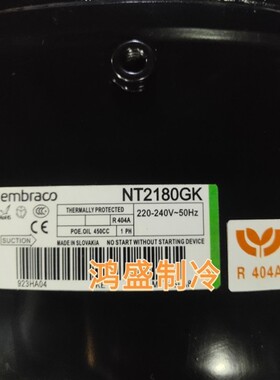 embraco NT2180GK
THERMALLY PROTECTED
R 404A
220-240V~50Hz
POE.OIL 450CC
1 PH
SUCTION
MADE IN SLOVAKIA
NO START WITHOUT STARTING DEVICE
923HA04
鸿盛制冷
R 404A